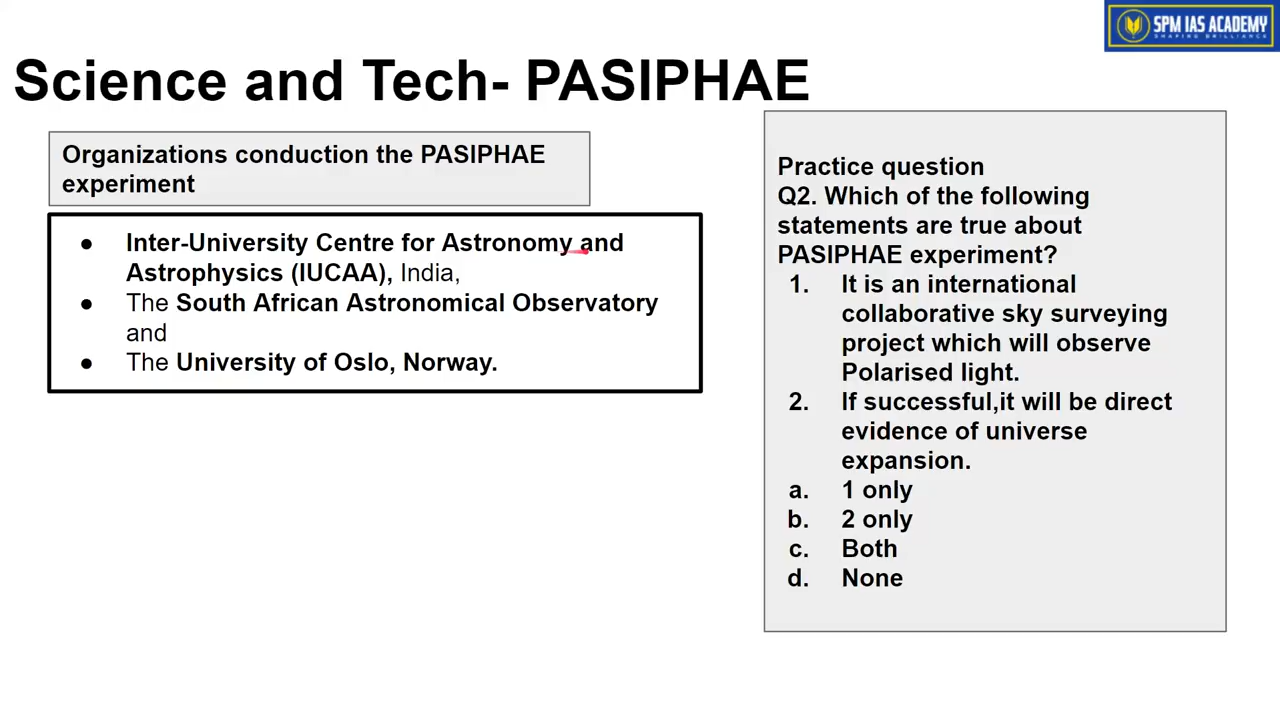 SPM IAS ACADEMY
SHAPING BRILLIANCE
Science and Tech- PASIPHAE
Organizations conduction the PASIPHAE
experiment
● Inter-University Centre for Astronomy and
Astrophysics (IUCAA), India,
● The South African Astronomical Observatory
and
● The University of Oslo, Norway.
Practice question
Q2. Which of the following
statements are true about
PASIPHAE experiment?
1. It is an international
collaborative sky surveying
project which will observe
Polarised light.
2. If successful,it will be direct
evidence of universe
expansion.
a. 1 only
b. 2 only
c. Both
d. None